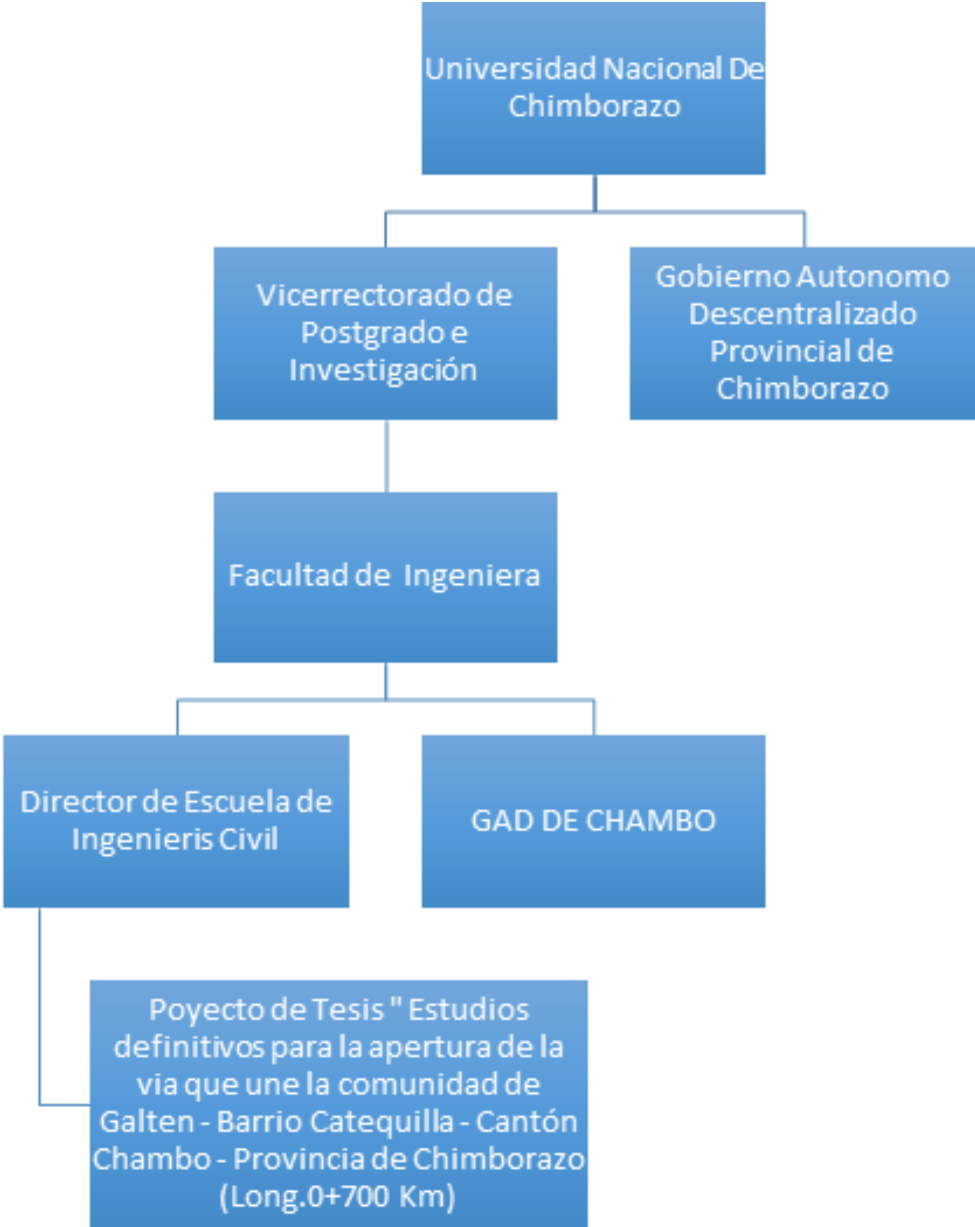 Universidad Nacional De
Chimborazo
Vicerrectorado de
Postgrado e
Investigación
Gobierno Autonomo
Descentralizado
Provincial de
Chimborazo
Facultad de Ingeniera
Director de Escuela de
Ingenieris Civil
GAD DE CHAMBO
Poyecto de Tesis " Estudios
definitivos para la apertura de la
via que une la comunidad de
Galten - Barrio Catequilla - Cantón
Chambo - Provincia de Chimborazo
(Long.0+700 Km)